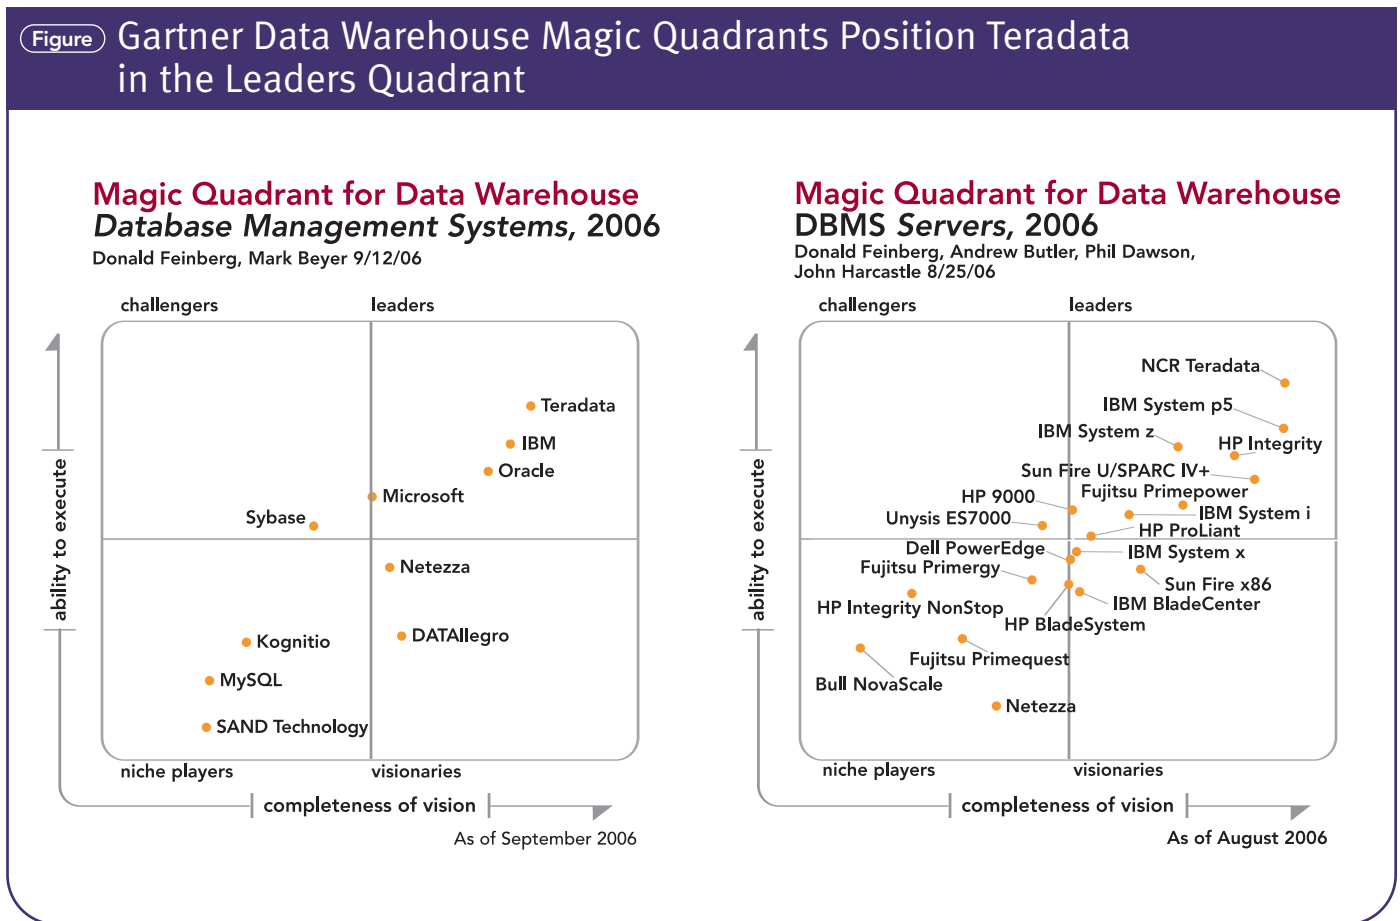 Figure
Gartner Data Warehouse Magic Quadrants Position Teradata
in the Leaders Quadrant
Magic Quadrant for Data Warehouse
Database Management Systems, 2006
Donald Feinberg, Mark Beyer 9/12/06
challengers
leaders
Teradata
IBM
Oracle
Microsoft
Sybase
Netezza
DATAllegro
Kognitio
MySQL
SAND Technology
niche players
visionaries
ability to execute
completeness of vision
As of September 2006
Magic Quadrant for Data Warehouse
DBMS Servers, 2006
Donald Feinberg, Andrew Butler, Phil Dawson,
John Harcastle 8/25/06
challengers
leaders
NCR Teradata
IBM System p5
IBM System z
HP Integrity
Sun Fire U/SPARC IV+
Fujitsu Primepower
HP 9000
IBM System i
Unysis ES7000
HP ProLiant
Dell PowerEdge
IBM System x
Fujitsu Primergy
Sun Fire x86
HP Integrity NonStop
IBM BladeCenter
HP BladeSystem
Fujitsu Primequest
Bull NovaScale
Netezza
niche players
visionaries
ability to execute
completeness of vision
As of August 2006